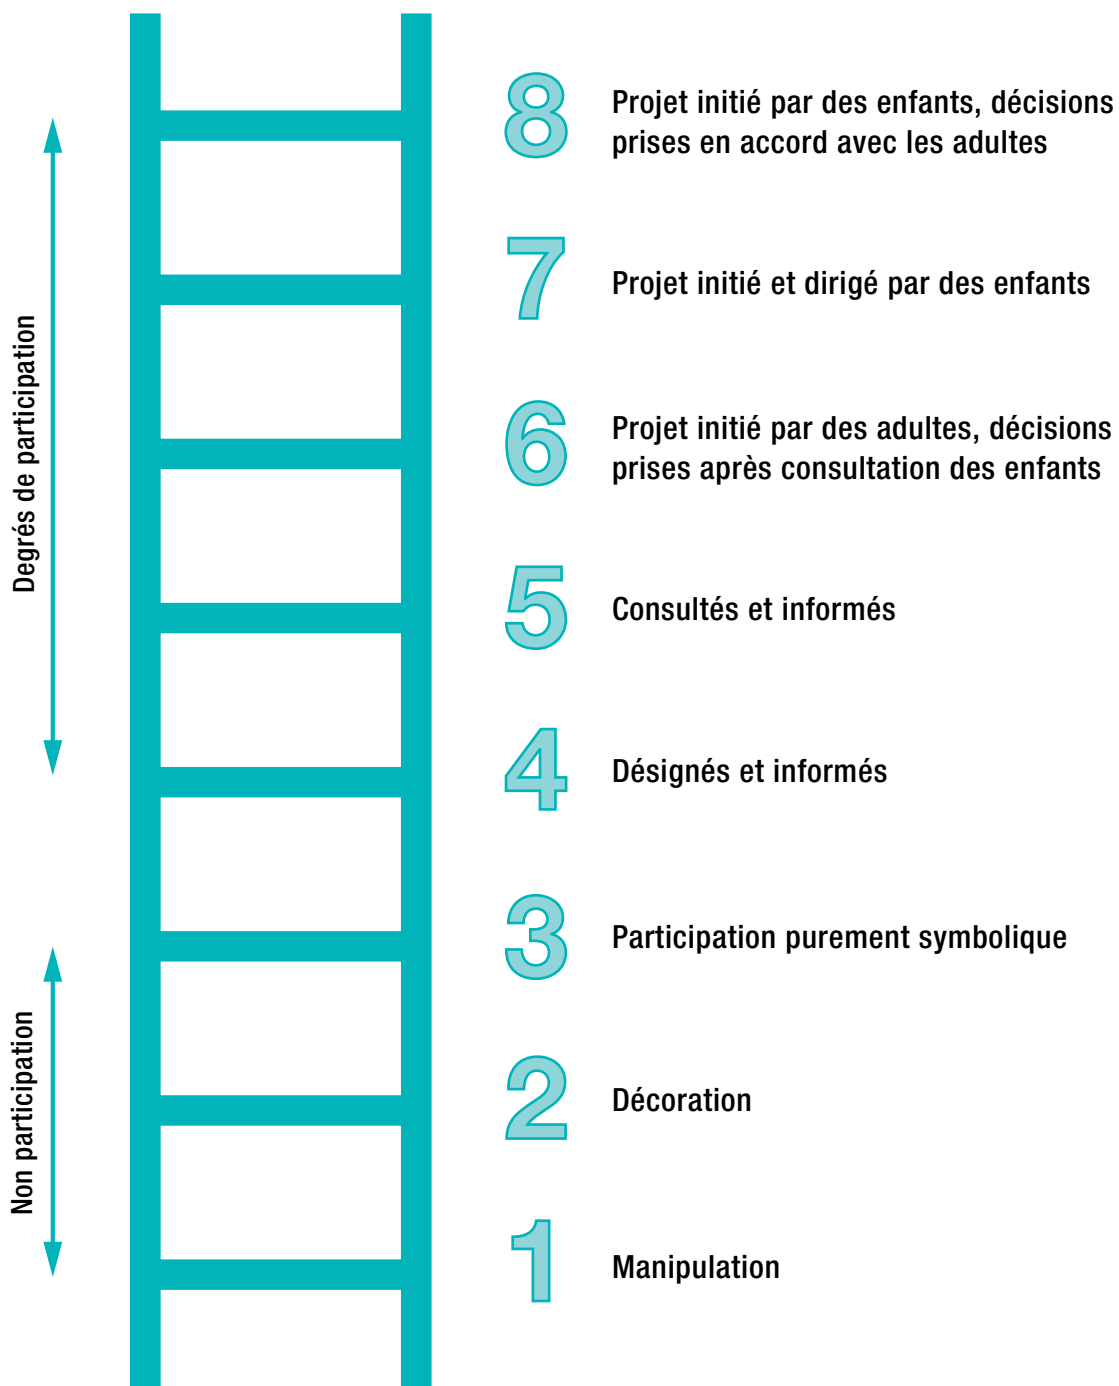 8
Projet initié par des enfants, décisions
prises en accord avec les adultes
7
Projet initié et dirigé par des enfants
6
Projet initié par des adultes, décisions
prises après consultation des enfants
5
Consultés et informés
4
Désignés et informés
3
Participation purement symbolique
2
Décoration
1
Manipulation
Degrés de participation
Non participation